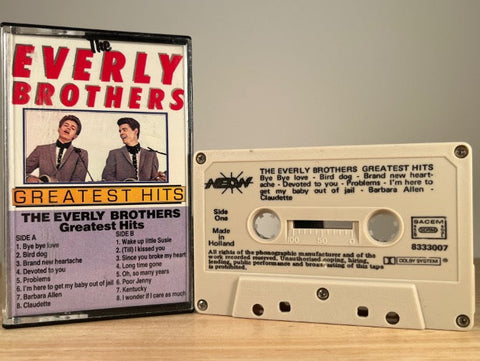 The
EVERLY
BROTHERS
GREATEST HITS
THE EVERLY BROTHERS
Greatest Hits
SIDE A
1. Bye bye love
2. Bird dog
3. Brand new heartache
4. Devoted to you
5. Problems
6. I'm here to get my baby out of jail
7. Barbara Allen
8. Claudette
SIDE B
1. Wake up little Susie
2. (Till) I kissed you
3. Since you broke my heart
4. Long time gone
5. Oh, so many years
6. Poor Jenny
7. Kentucky
8. I wonder if I care as much
NEON
THE EVERLY BROTHERS GREATEST HITS
Bye Bye love - Bird dog - Brand new heart-
ache - Devoted to you - Problems - I'm here to
get my baby out of jail - Barbara Allen -
Claudette
Side
One
Made in
Holland
SACEM
8333007
All rights of the phonographic manufacturer and of the
work recorded reserved. Unauthorised copying, hiring,
lending, public performance and broadcasting of this tape
is prohibited.
DOLBY SYSTEM